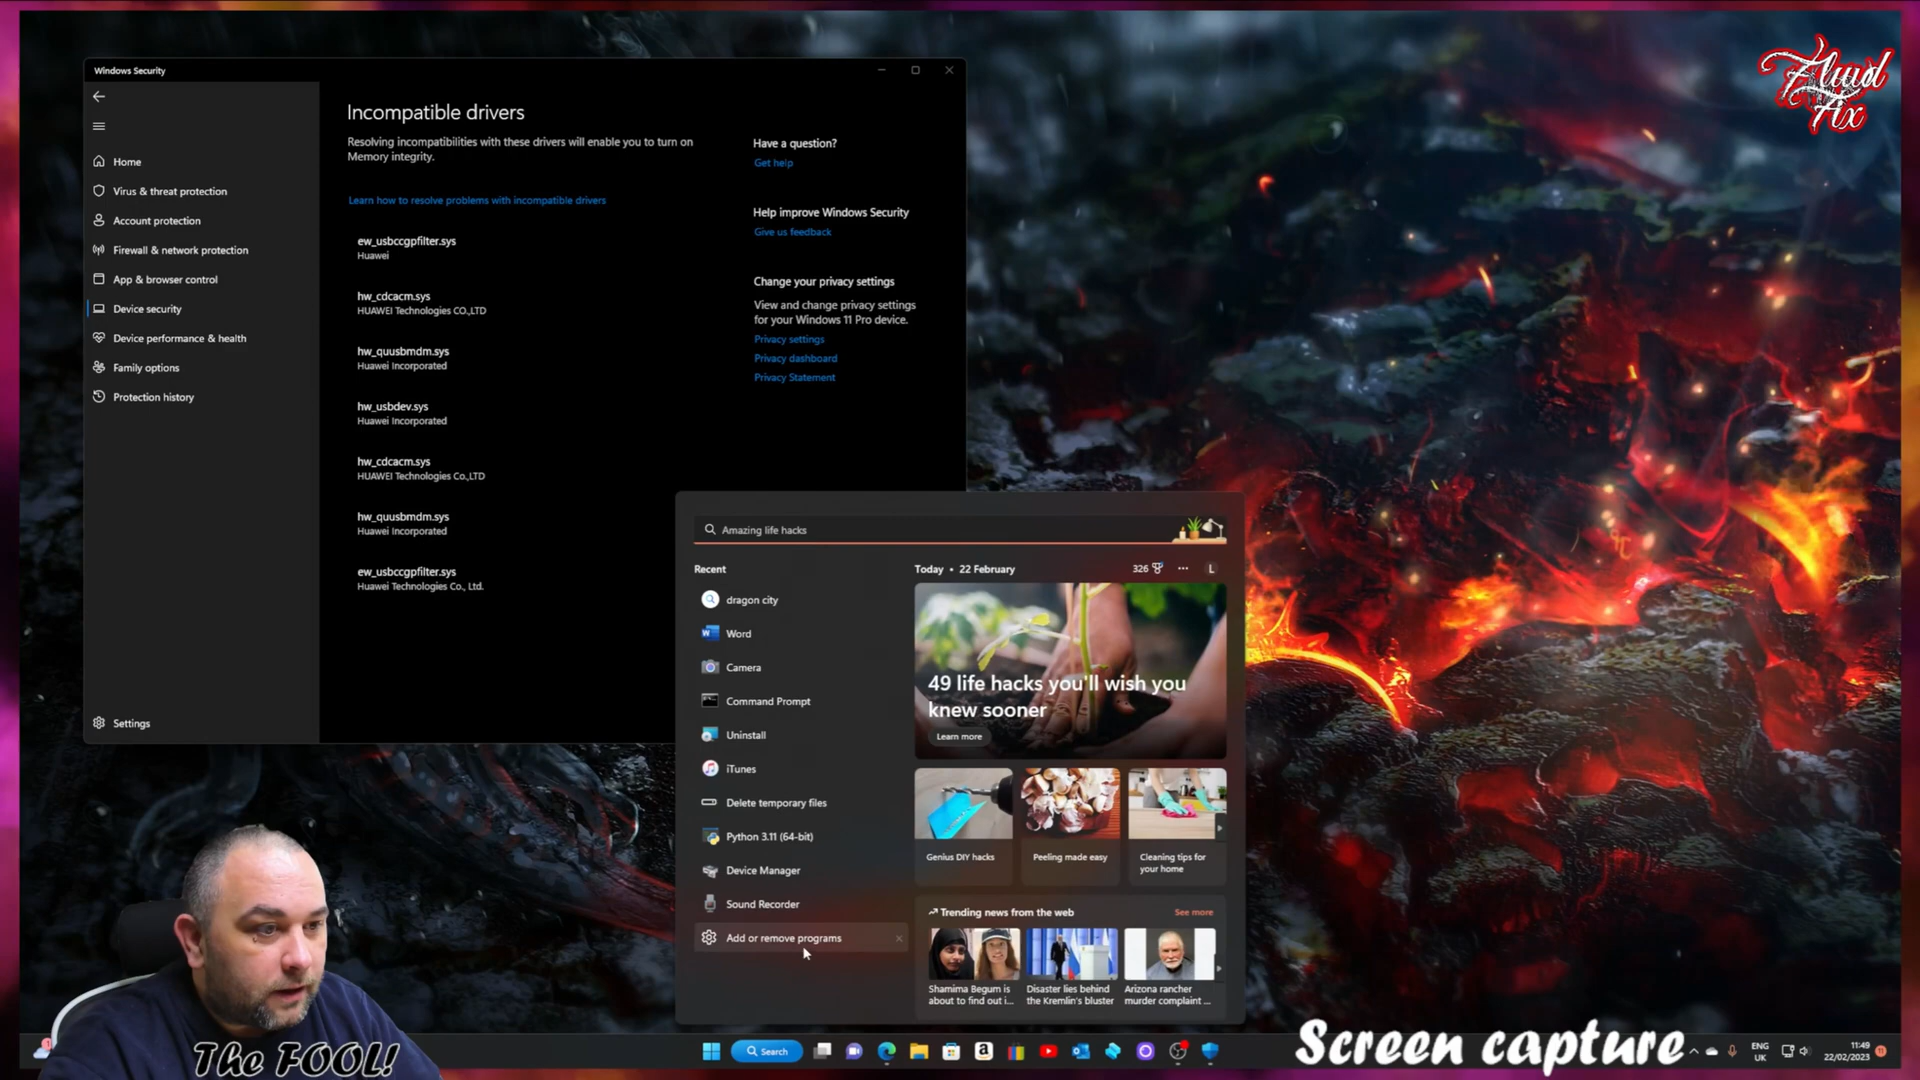 Windows Security
Home
Virus & threat protection
Account protection
Firewall & network protection
App & browser control
Device security
Device performance & health
Family options
Protection history
Settings
Incompatible drivers
Resolving incompatibilities with these drivers will enable you to turn on
Memory integrity.
Learn how to resolve problems with incompatible drivers
ew_usbccgpfilter.sys
Huawei
hw_cdcacm.sys
HUAWEI Technologies CO.,LTD
hw_quusbmdm.sys
Huawei Incorporated
hw_usbdev.sys
Huawei Incorporated
hw_cdcacm.sys
HUAWEI Technologies Co.,LTD
hw_quusbmdm.sys
Huawei Incorporated
ew_usbccgpfilter.sys
Huawei Technologies Co., Ltd.
Have a question?
Get help
Help improve Windows Security
Give us feedback
Change your privacy settings
View and change privacy settings
for your Windows 11 Pro device.
Privacy settings
Privacy dashboard
Privacy Statement
Fluid
Fix
Amazing life hacks
Recent
dragon city
Word
Camera
Command Prompt
Uninstall
iTunes
Delete temporary files
Python 3.11 (64-bit)
Device Manager
Sound Recorder
Add or remove programs
Today • 22 February
326
L
49 life hacks you'll wish you
knew sooner
Learn more
Genius DIY hacks
Peeling made easy
Cleaning tips for
your home
Trending news from the web
See more
Shamima Begum is
about to find out i...
Disaster lies behind
the Kremlin's bluster
Arizona rancher
murder complaint ...
The FOOL!
Search
Screen capture
ENG
UK
11:49
22/02/2023
11